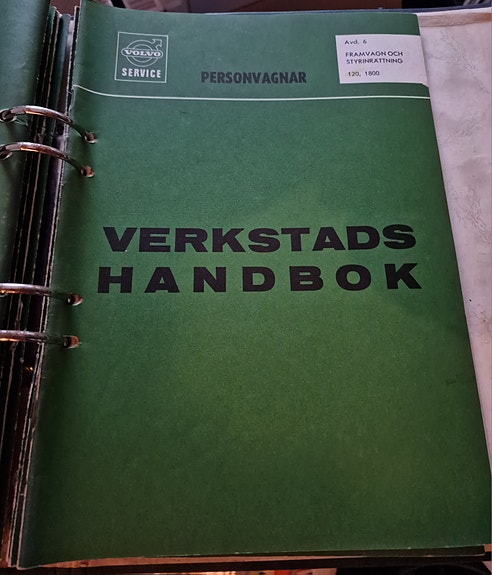 VOLVO
SERVICE
PERSONVAGNAR
Avd. 6
FRAMVAGN OCH
STYRINRÄTTNING
120, 1800
VERKSTADS
HANDBOK